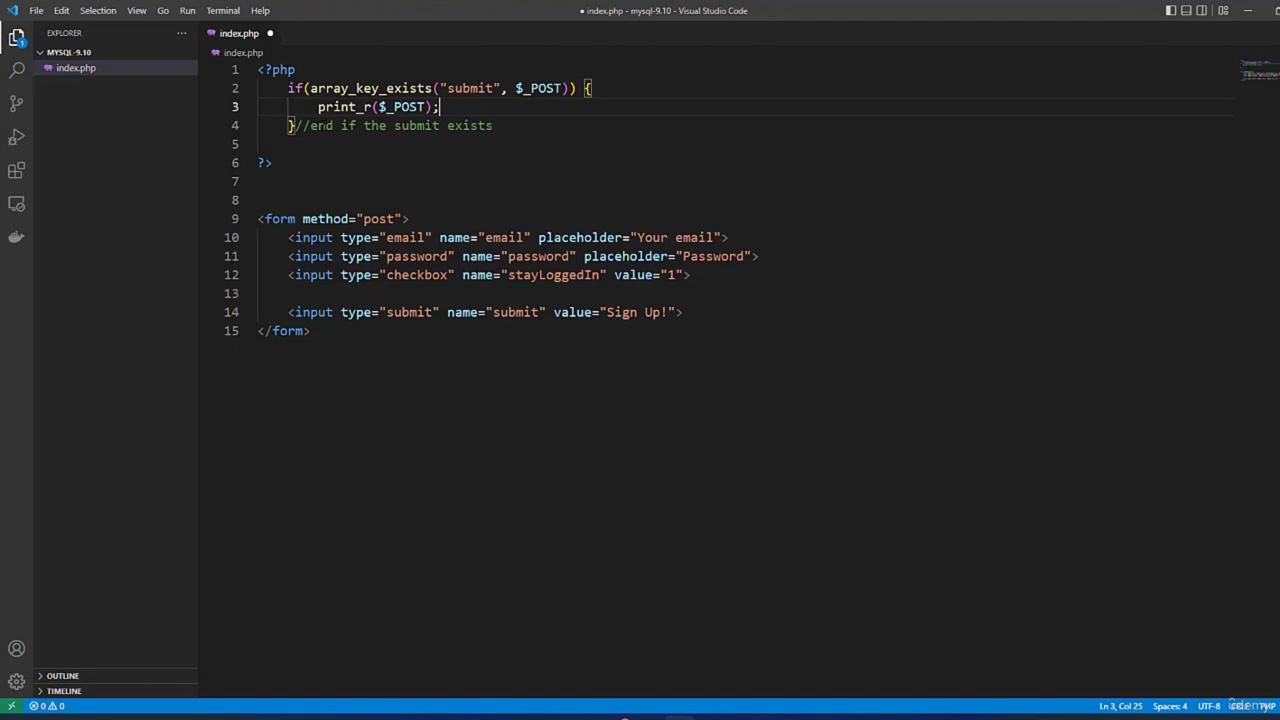 File Edit Selection View Go Run Terminal Help
● index.php - mysql-9.10 - Visual Studio Code
EXPLORER ···
MYSQL-9.10
index.php
OUTLINE
TIMELINE
index.php ●
index.php
1 <?php
2 if(array_key_exists("submit", $_POST)) {
3 print_r($_POST);
4 }//end if the submit exists
5
6 ?>
7
8
9 <form method="post">
10 <input type="email" name="email" placeholder="Your email">
11 <input type="password" name="password" placeholder="Password">
12 <input type="checkbox" name="stayLoggedIn" value="1">
13
14 <input type="submit" name="submit" value="Sign Up!">
15 </form>
1
0 0 Ln 3, Col 25 Spaces: 4 UTF-8 PHP
udemy